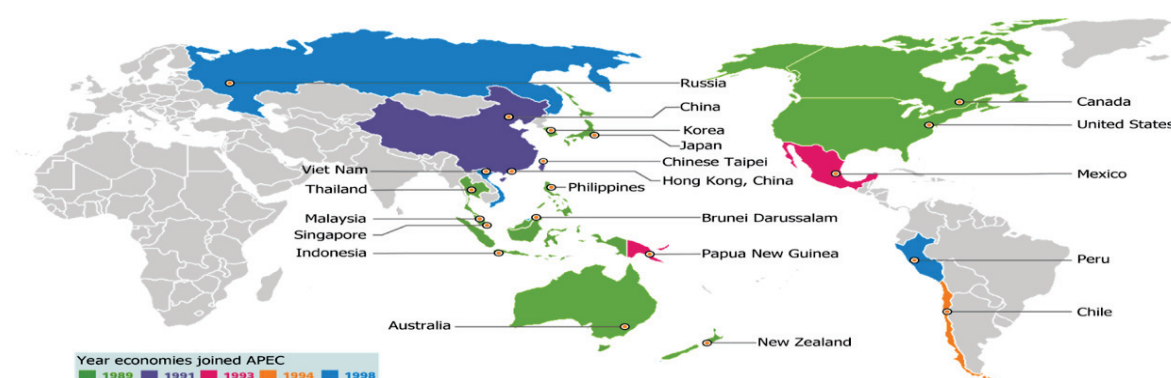 Russia
China
Canada
Korea
United States
Japan
Chinese Taipei
Viet Nam
Hong Kong, China
Mexico
Thailand
Philippines
Malaysia
Brunei Darussalam
Singapore
Indonesia
Papua New Guinea
Peru
Chile
Australia
New Zealand
Year economies joined APEC
1989 1991 1993 1994 1998